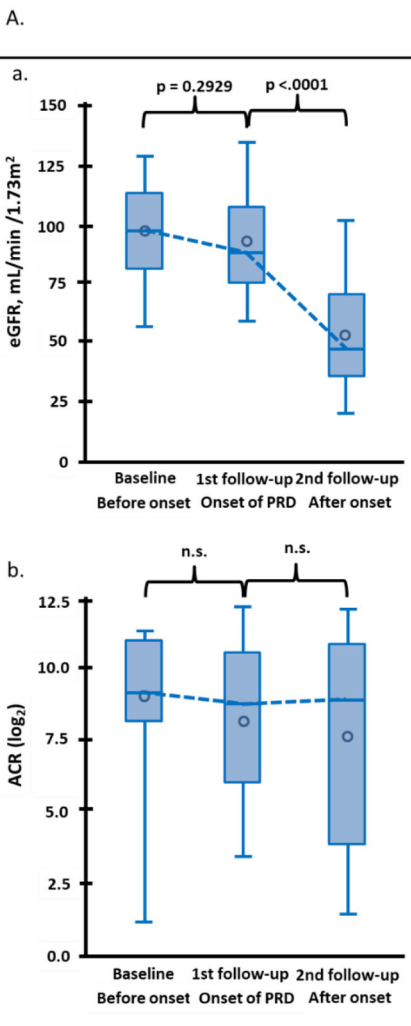 A.
a.
p = 0.2929 p <.0001
150
125
100
75
50
25
0
eGFR, mL/min /1.73m²
Baseline 1st follow-up 2nd follow-up
Before onset Onset of PRD After onset
b.
n.s. n.s.
12.5
10.0
7.5
5.0
2.5
0.0
ACR (log₂)
Baseline 1st follow-up 2nd follow-up
Before onset Onset of PRD After onset